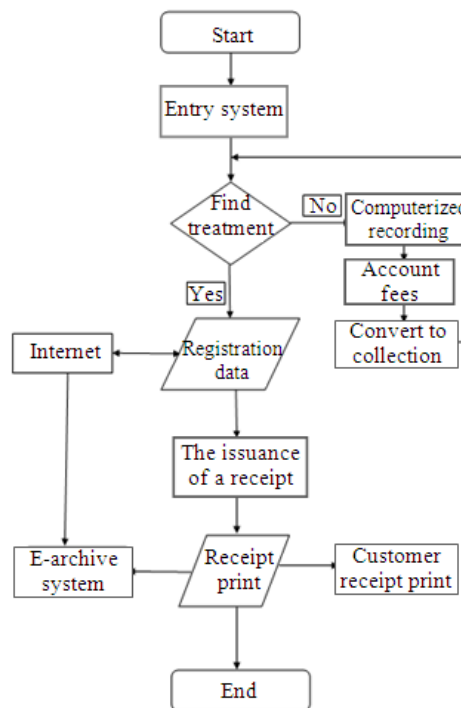 Start
Entry system
Find
treatment
No
Computerized
recording
Account
fees
Yes
Convert to
collection
Internet
Registration
data
The issuance
of a receipt
E-archive
system
Receipt
print
Customer
receipt print
End